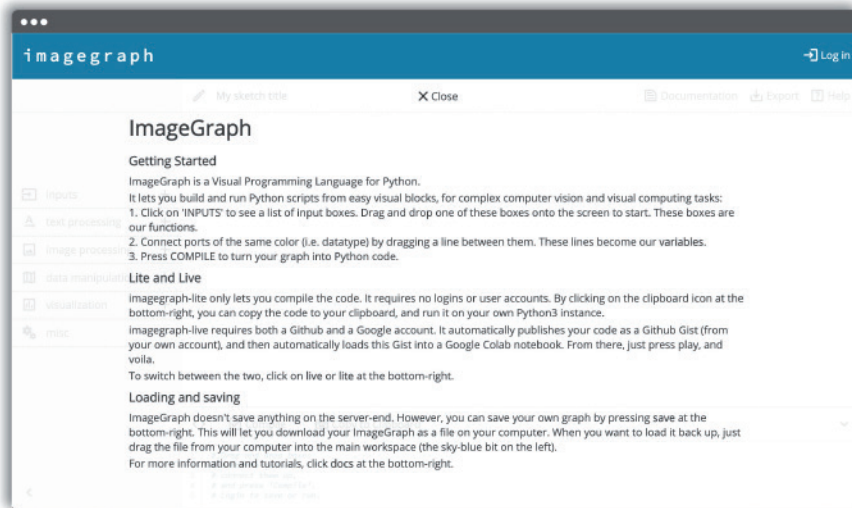 imagegraph
Log in
My sketch title
Close
Documentation
Export
Help
ImageGraph
Getting Started
ImageGraph is a Visual Programming Language for Python.
It lets you build and run Python scripts from easy visual blocks, for complex computer vision and visual computing tasks:
1. Click on 'INPUTS' to see a list of input boxes. Drag and drop one of these boxes onto the screen to start. These boxes are
our functions.
2. Connect ports of the same color (i.e. datatype) by dragging a line between them. These lines become our variables.
3. Press COMPILE to turn your graph into Python code.
inputs
text processing
image processing
data manipulati
visualization
misc
Lite and Live
imagegraph-lite only lets you compile the code. It requires no logins or user accounts. By clicking on the clipboard icon at the
bottom-right, you can copy the code to your clipboard, and run it on your own Python3 instance.
imagegraph-live requires both a Github and a Google account. It automatically publishes your code as a Github Gist (from
your own account), and then automatically loads this Gist into a Google Colab notebook. From there, just press play, and
voila.
To switch between the two, click on live or lite at the bottom-right.
Loading and saving
ImageGraph doesn't save anything on the server-end. However, you can save your own graph by pressing save at the
bottom-right. This will let you download your ImageGraph as a file on your computer. When you want to load it back up, just
drag the file from your computer into the main workspace (the sky-blue bit on the left).
For more information and tutorials, click docs at the bottom-right.